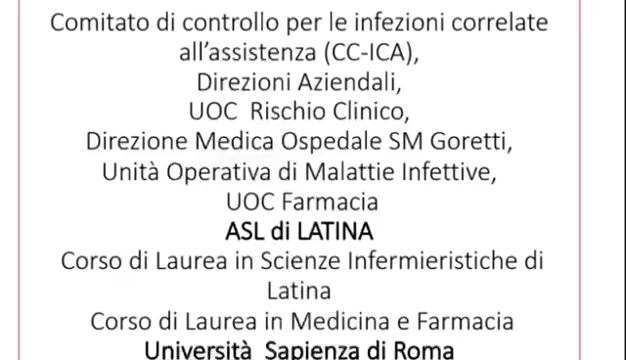 Comitato di controllo per le infezioni correlate
all’assistenza (CC-ICA),
Direzioni Aziendali,
UOC  Rischio Clinico,
Direzione Medica Ospedale SM Goretti,
Unità Operativa di Malattie Infettive,
UOC Farmacia
ASL di LATINA
Corso di Laurea in Scienze Infermieristiche di
Latina
Corso di Laurea in Medicina e Farmacia
Università  Sapienza di Roma